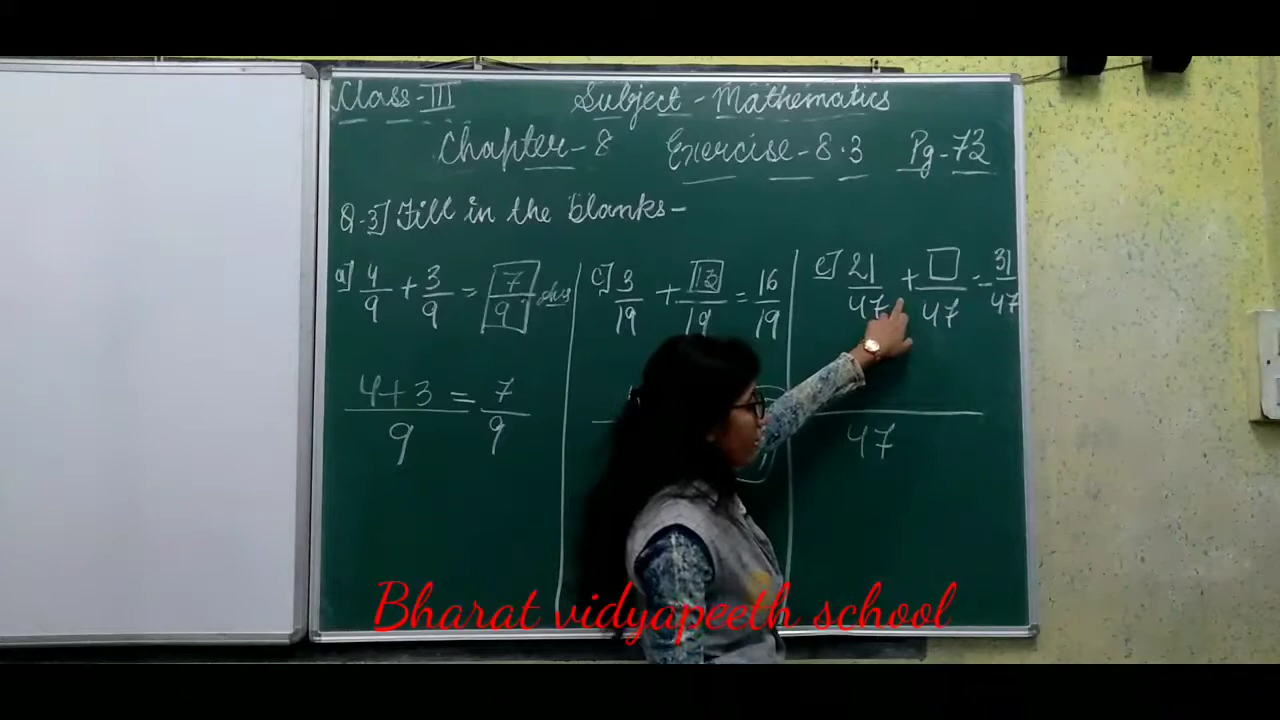 Class-III Subject-Mathematics
Chapter-8 Exercise-8.3 Pg-73
Q-3] Fill in the blanks-
a] 4/9 + 3/9 = 7/9 ans
4+3/9 = 7/9
c] 3/19 + 13/19 = 16/19
e] 21/47 + □/47 = 31/47
47
Bharat vidyapeeth school